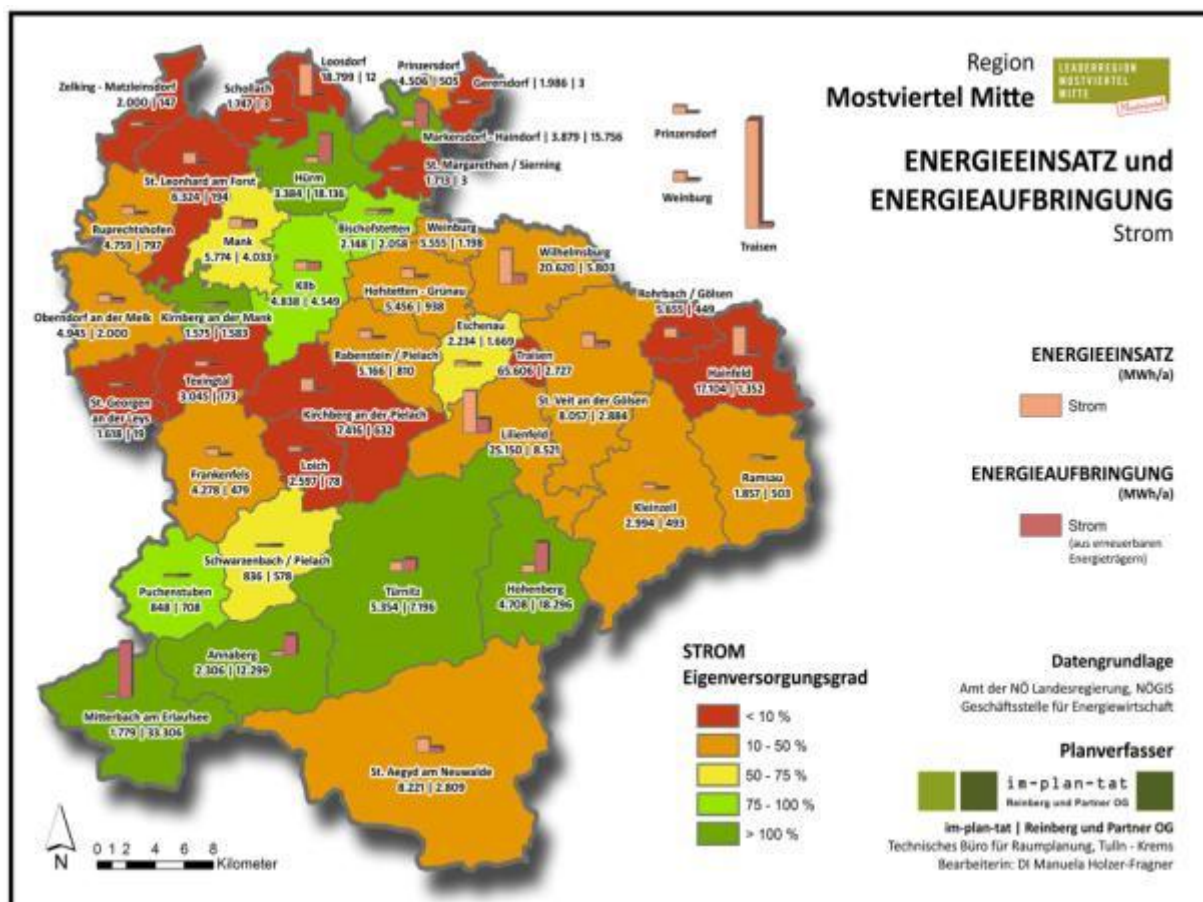 Region
Mostviertel Mitte
LEADERREGION
MOSTVIERTEL
MITTE
Mostviertel
ENERGIEEINSATZ und
ENERGIEAUFBRINGUNG
Strom
Prinzersdorf
Weinburg
Traisen
Zelking - Matzleinsdorf
2.000 | 147
Schollach
1.747 | 3
Loosdorf
18.799 | 12
Prinzersdorf
4.506 | 505
Gerersdorf | 1.986 | 3
Markersdorf - Haindorf | 3.879 | 15.756
St. Margarethen / Sierning
1.713 | 3
Hürm
3.384 | 18.136
St. Leonhard am Forst
6.324 | 194
Ruprechtshofen
4.759 | 797
Mank
5.774 | 4.033
Bischofstetten
2.148 | 2.058
Weinburg
5.555 | 1.198
Wilhelmsburg
20.620 | 5.803
Kilb
4.838 | 4.549
Hofstetten - Grünau
5.456 | 938
Rohrbach / Gölsen
5.655 | 449
Oberndorf an der Melk
4.945 | 2.000
Kirnberg an der Mank
1.575 | 1.583
Eschenau
2.234 | 1.669
Rabenstein / Pielach
5.166 | 810
Traisen
65.606 | 2.727
Hainfeld
17.104 | 1.352
Texingtal
3.045 | 173
St. Georgen
an der Leys
1.618 | 19
Kirchberg an der Pielach
7.416 | 632
St. Veit an der Gölsen
8.057 | 2.884
Lilienfeld
25.150 | 8.521
Loich
2.597 | 78
Frankenfels
4.278 | 479
Ramsau
1.857 | 503
Kleinzell
2.994 | 493
Schwarzenbach / Pielach
836 | 578
Puchenstuben
848 | 708
Türnitz
5.354 | 7.196
Hohenberg
4.708 | 18.296
Annaberg
2.306 | 12.299
Mitterbach am Erlaufsee
1.779 | 33.306
St. Aegyd am Neuwalde
8.221 | 2.809
ENERGIEEINSATZ
(MWh/a)
Strom
ENERGIEAUFBRINGUNG
(MWh/a)
Strom
(aus erneuerbaren
Energieträgern)
STROM
Eigenversorgungsgrad
< 10 %
10 - 50 %
50 - 75 %
75 - 100 %
> 100 %
Datengrundlage
Amt der NÖ Landesregierung, NÖGIS
Geschäftsstelle für Energiewirtschaft
Planverfasser
im-plan-tat
Reinberg und Partner OG
im-plan-tat | Reinberg und Partner OG
Technisches Büro für Raumplanung, Tulln - Krems
Bearbeiterin: DI Manuela Holzer-Fragner
N
0 1 2 4 6 8
Kilometer